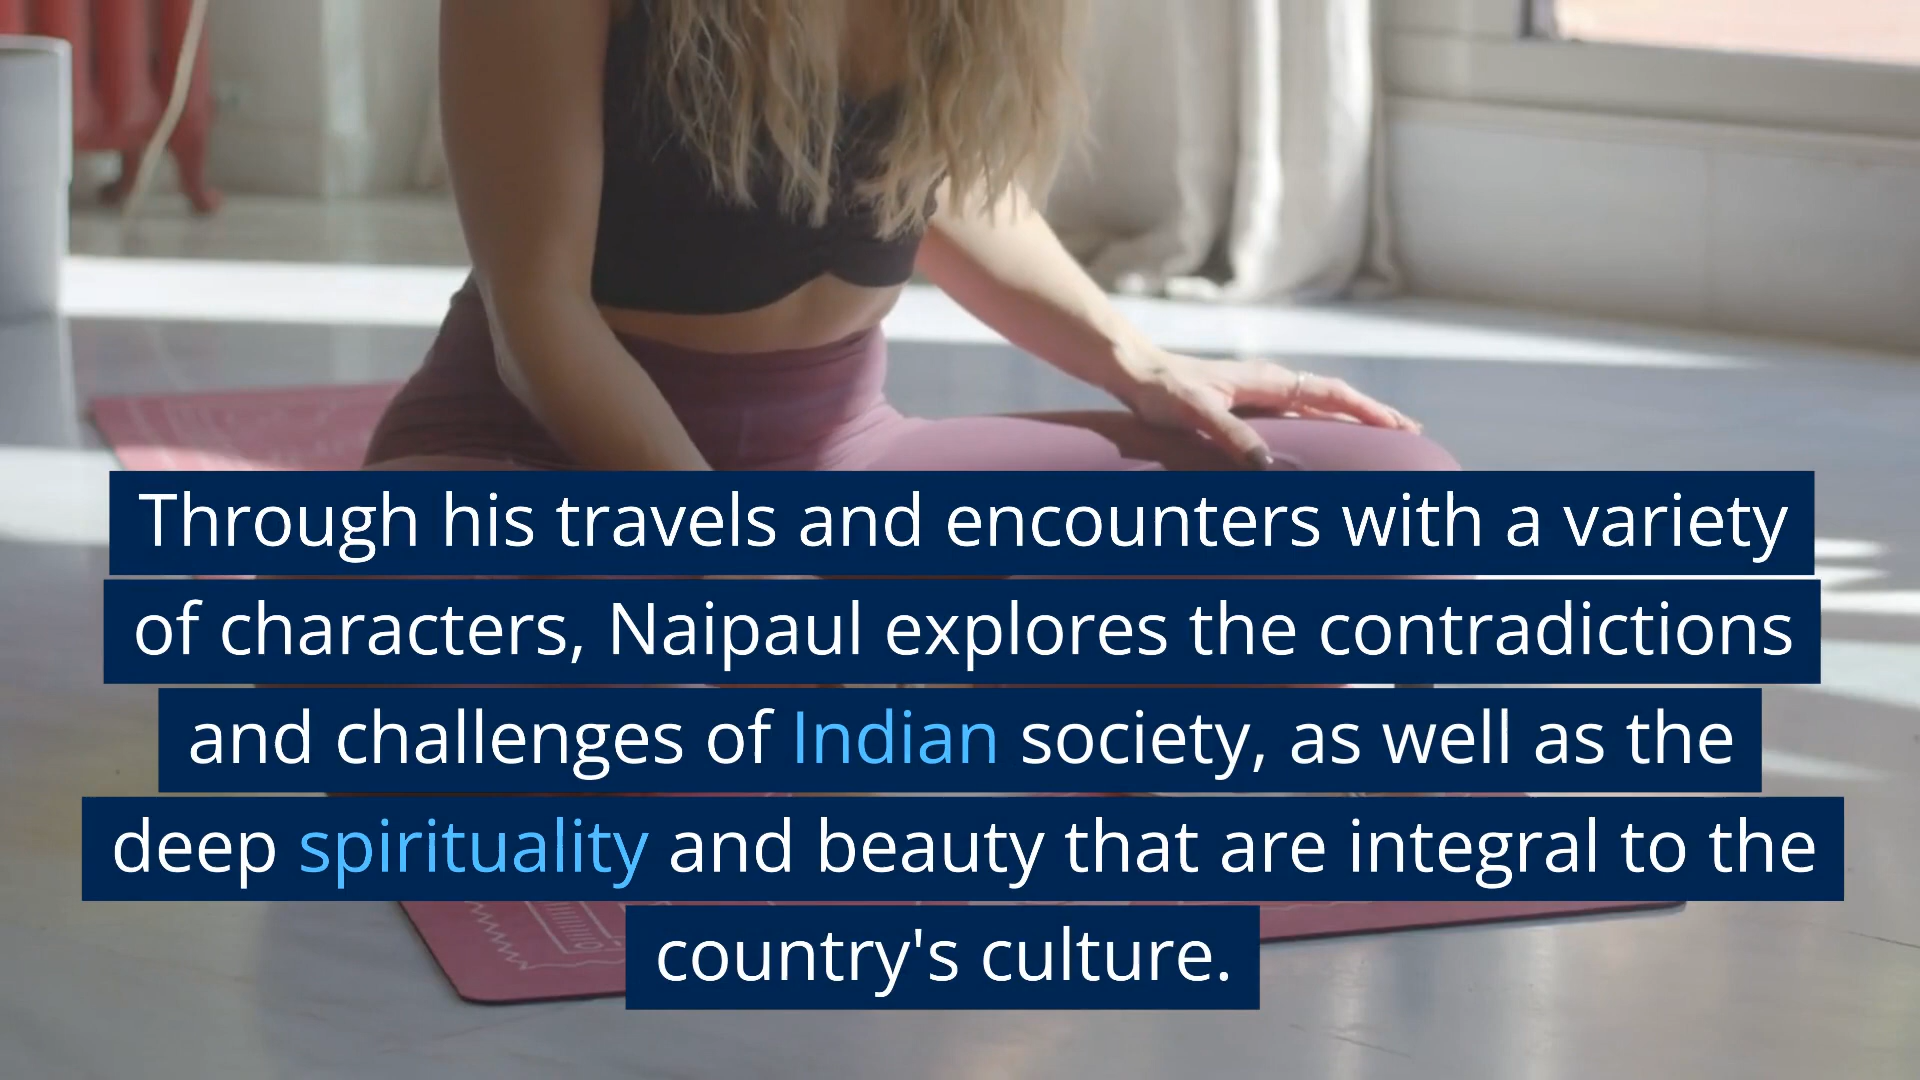 Through his travels and encounters with a variety
of characters, Naipaul explores the contradictions
and challenges of Indian society, as well as the
deep spirituality and beauty that are integral to the
country's culture.